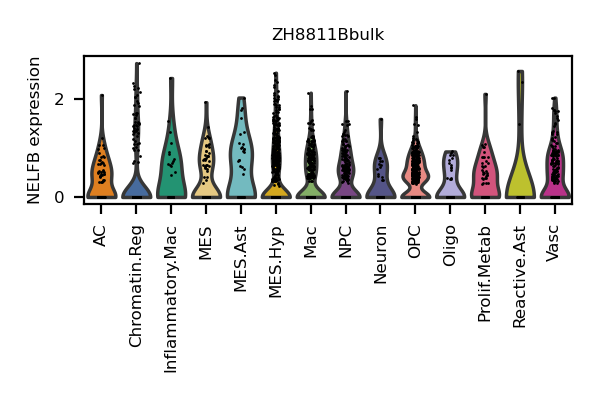 ZH8811Bbulk
NELFB expression
2
0
AC
Chromatin.Reg
Inflammatory.Mac
MES
MES.Ast
MES.Hyp
Mac
NPC
Neuron
OPC
Oligo
Prolif.Metab
Reactive.Ast
Vasc